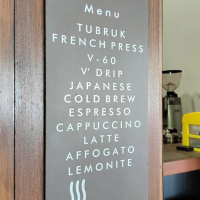 Menu
TUBRUK
FRENCH PRESS
V-60
V' DRIP
JAPANESE
COLD BREW
ESPRESSO
CAPPUCCINO
LATTE
AFFOGATO
LEMONITE